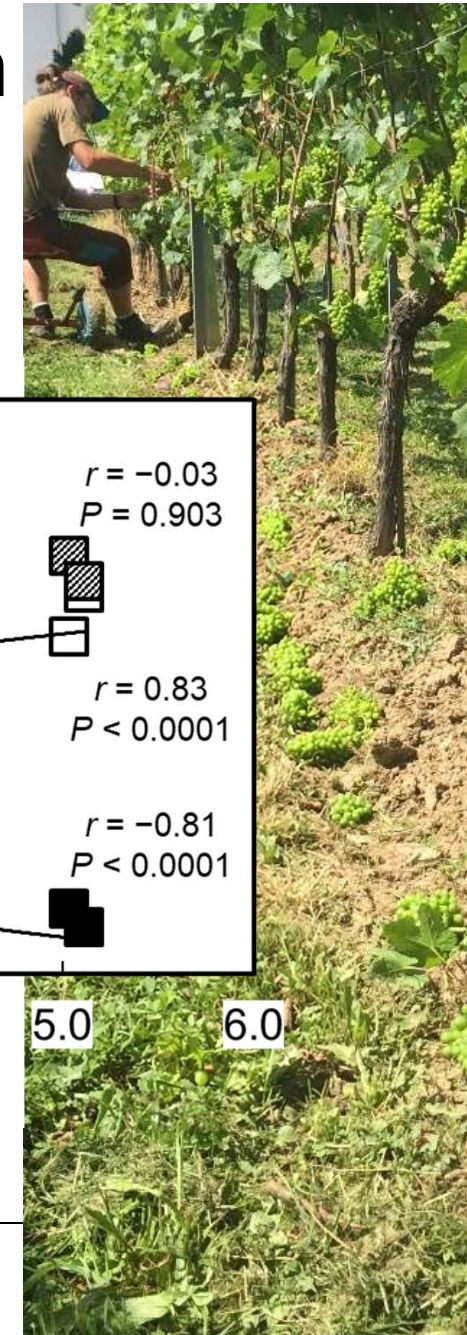 r = −0.03
P = 0.903
r = 0.83
P < 0.0001
r = −0.81
P < 0.0001
5.0
6.0